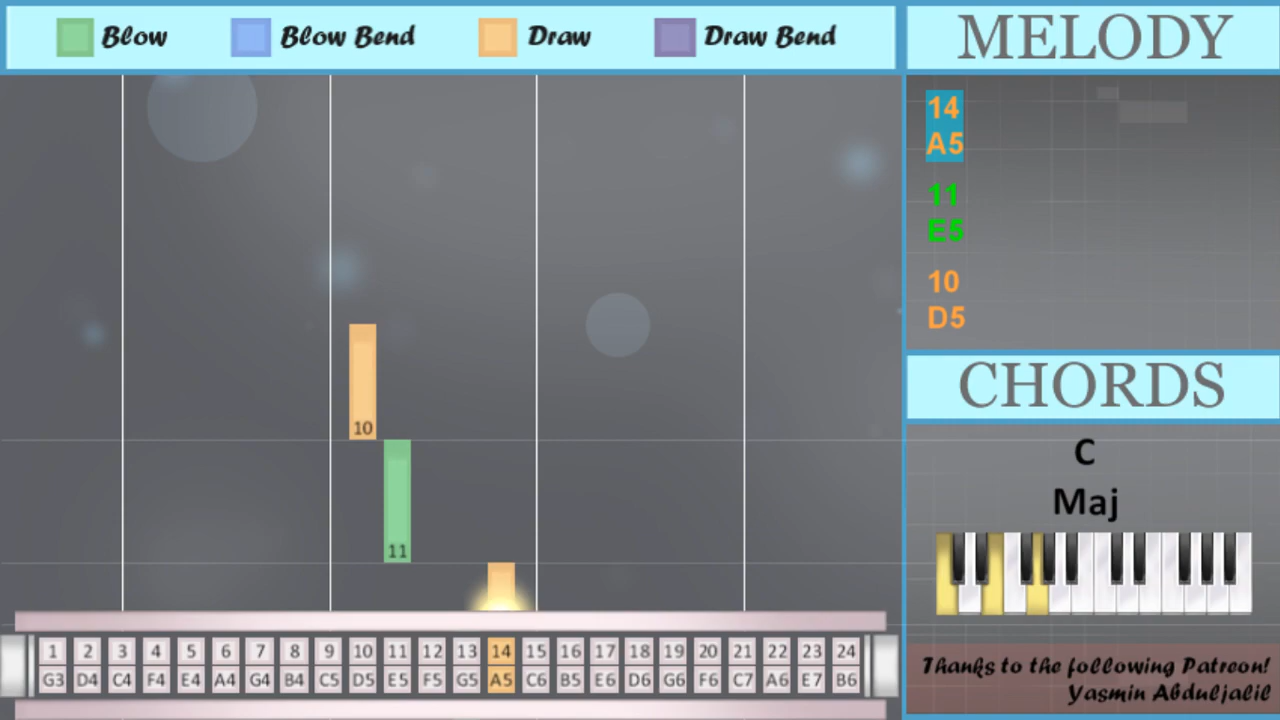 Blow Blow Bend Draw Draw Bend
MELODY
14
A5
11
E5
10
D5
10
11
CHORDS
C
Maj
1 2 3 4 5 6 7 8 9 10 11 12 13 14 15 16 17 18 19 20 21 22 23 24
G3 D4 C4 F4 E4 A4 G4 B4 C5 D5 E5 F5 G5 A5 C6 B5 E6 D6 G6 F6 C7 A6 E7 B6
Thanks to the following Patreon!
Yasmin Abduljalil